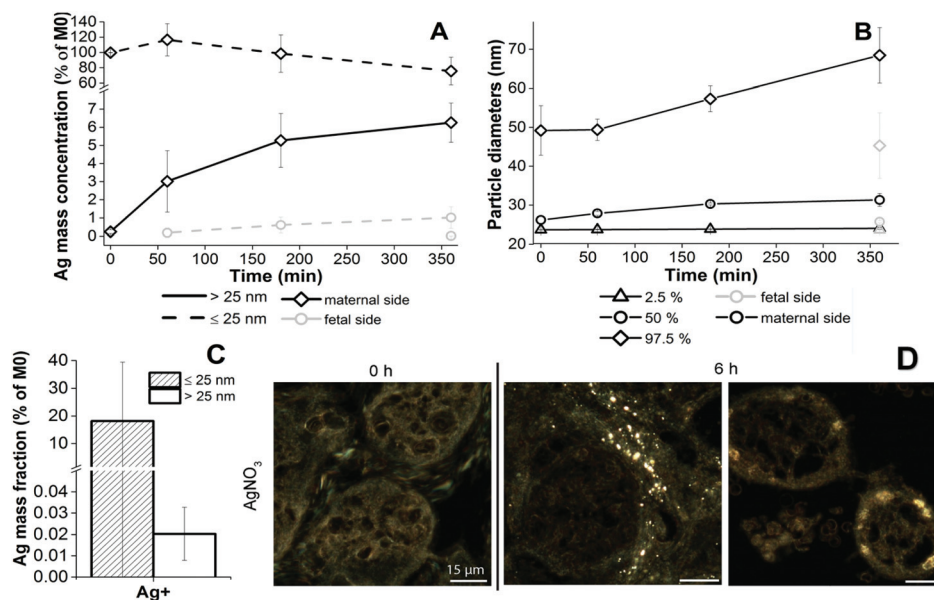 A
Ag mass concentration (% of M0)
140
120
100
80
60
7
6
5
4
3
2
1
0
0 50 100 150 200 250 300 350
Time (min)
> 25 nm maternal side
≤ 25 nm fetal side
B
Particle diameters (nm)
70
60
50
40
30
20
0 50 100 150 200 250 300 350
Time (min)
2.5 % fetal side
50 % maternal side
97.5 %
C
Ag mass fraction (% of M0)
40
30
20
10
0.04
0.03
0.02
0.01
0.00
≤ 25 nm
> 25 nm
Ag+
D
0 h 6 h
AgNO3
15 µm